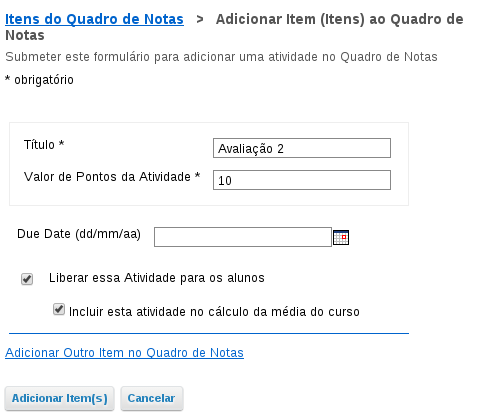 Itens do Quadro de Notas > Adicionar Item (Itens) ao Quadro de
Notas
Submeter este formulário para adicionar uma atividade no Quadro de Notas
* obrigatório
Título * Avaliação 2
Valor de Pontos da Atividade * 10
Due Date (dd/mm/aa)
Liberar essa Atividade para os alunos
Incluir esta atividade no cálculo da média do curso
Adicionar Outro Item no Quadro de Notas
Adicionar Item(s) Cancelar